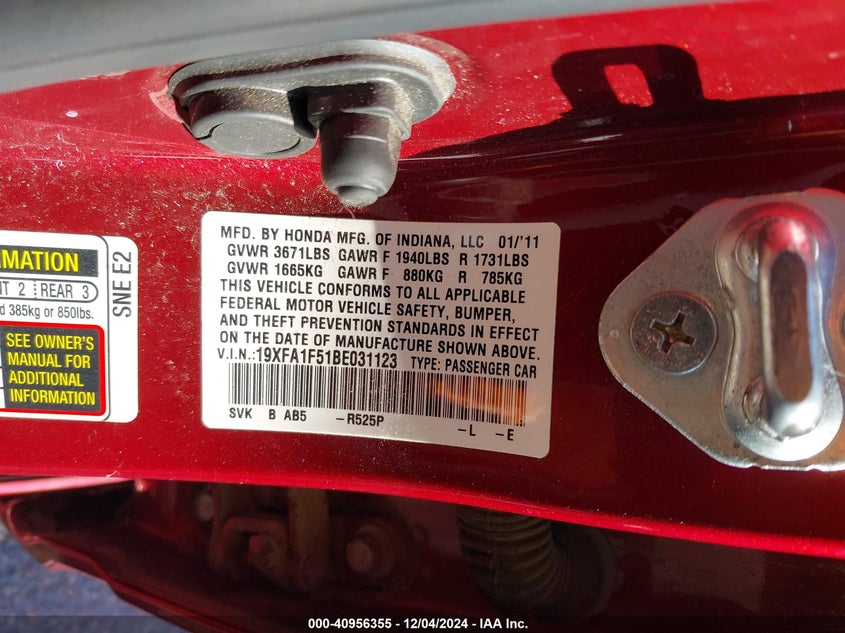 MFD. BY HONDA MFG. OF INDIANA, LLC 01/'11
GVWR 3671LBS GAWR F 1940LBS R 1731LBS
GVWR 1665KG GAWR F 880KG R 785KG
THIS VEHICLE CONFORMS TO ALL APPLICABLE
FEDERAL MOTOR VEHICLE SAFETY, BUMPER,
AND THEFT PREVENTION STANDARDS IN EFFECT
ON THE DATE OF MANUFACTURE SHOWN ABOVE.
V.I.N.:19XFA1F51BE031123 TYPE: PASSENGER CAR
SVK B AB5 -R525P -L -E
2 REAR 3
385kg or 850lbs.
SEE OWNER'S
MANUAL FOR
ADDITIONAL
INFORMATION
SNE E2
000-40956355 - 12/04/2024 - IAA Inc.